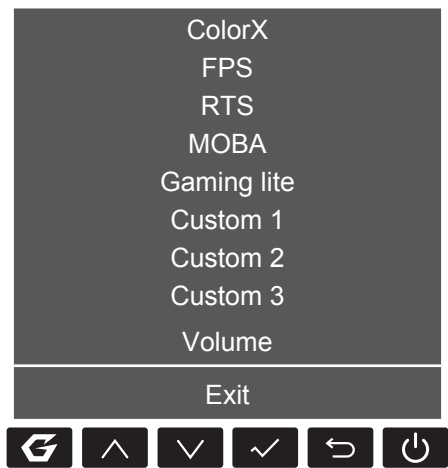 ColorX
FPS
RTS
MOBA
Gaming lite
Custom 1
Custom 2
Custom 3
Volume
Exit